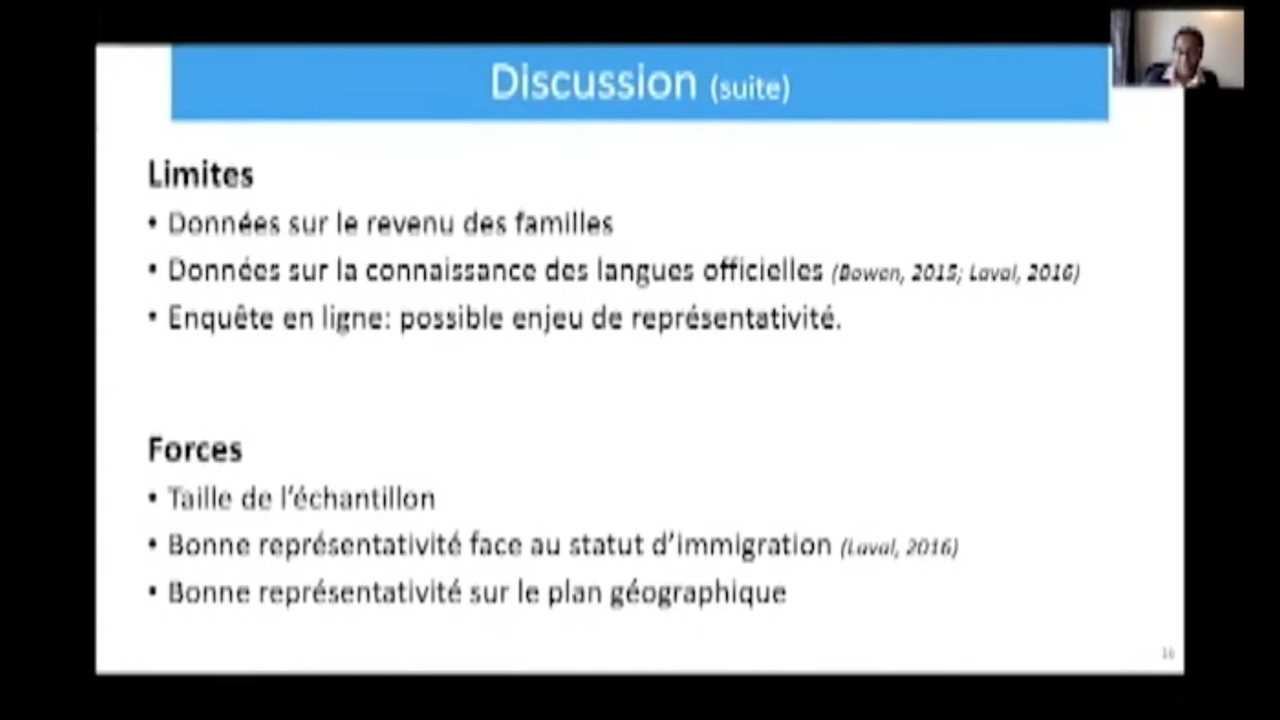 Discussion (suite)
Limites
• Données sur le revenu des familles
• Données sur la connaissance des langues officielles (Bowen, 2015; Laval, 2016)
• Enquête en ligne: possible enjeu de représentativité.
Forces
• Taille de l'échantillon
• Bonne représentativité face au statut d'immigration (Laval, 2016)
• Bonne représentativité sur le plan géographique
16